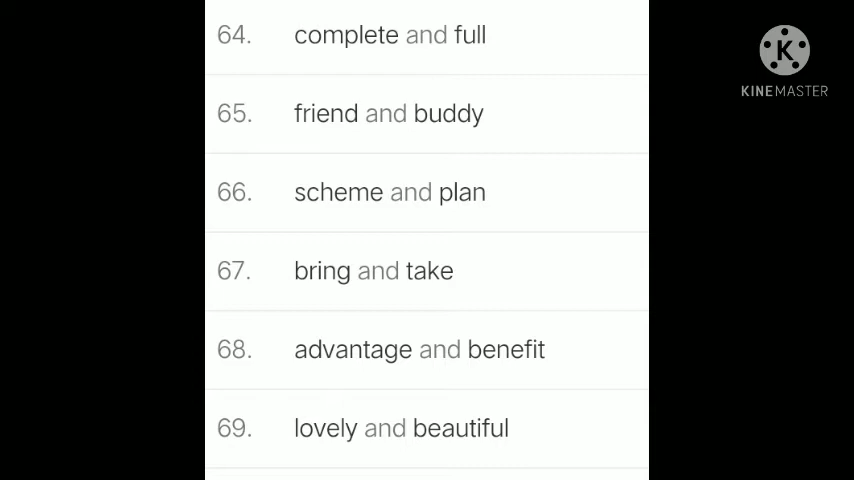 64. complete and full
65. friend and buddy
66. scheme and plan
67. bring and take
68. advantage and benefit
69. lovely and beautiful
K
KINEMASTER